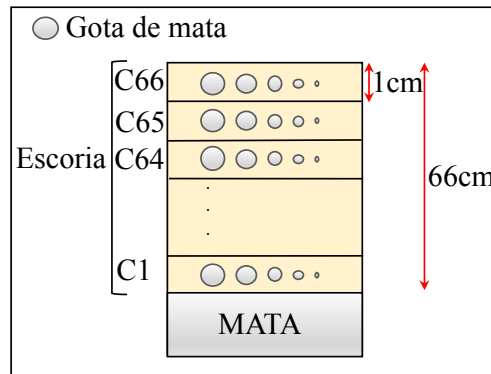 Gota de mata
C66
1cm
C65
Escoria
C64
66cm
.
.
.
C1
MATA